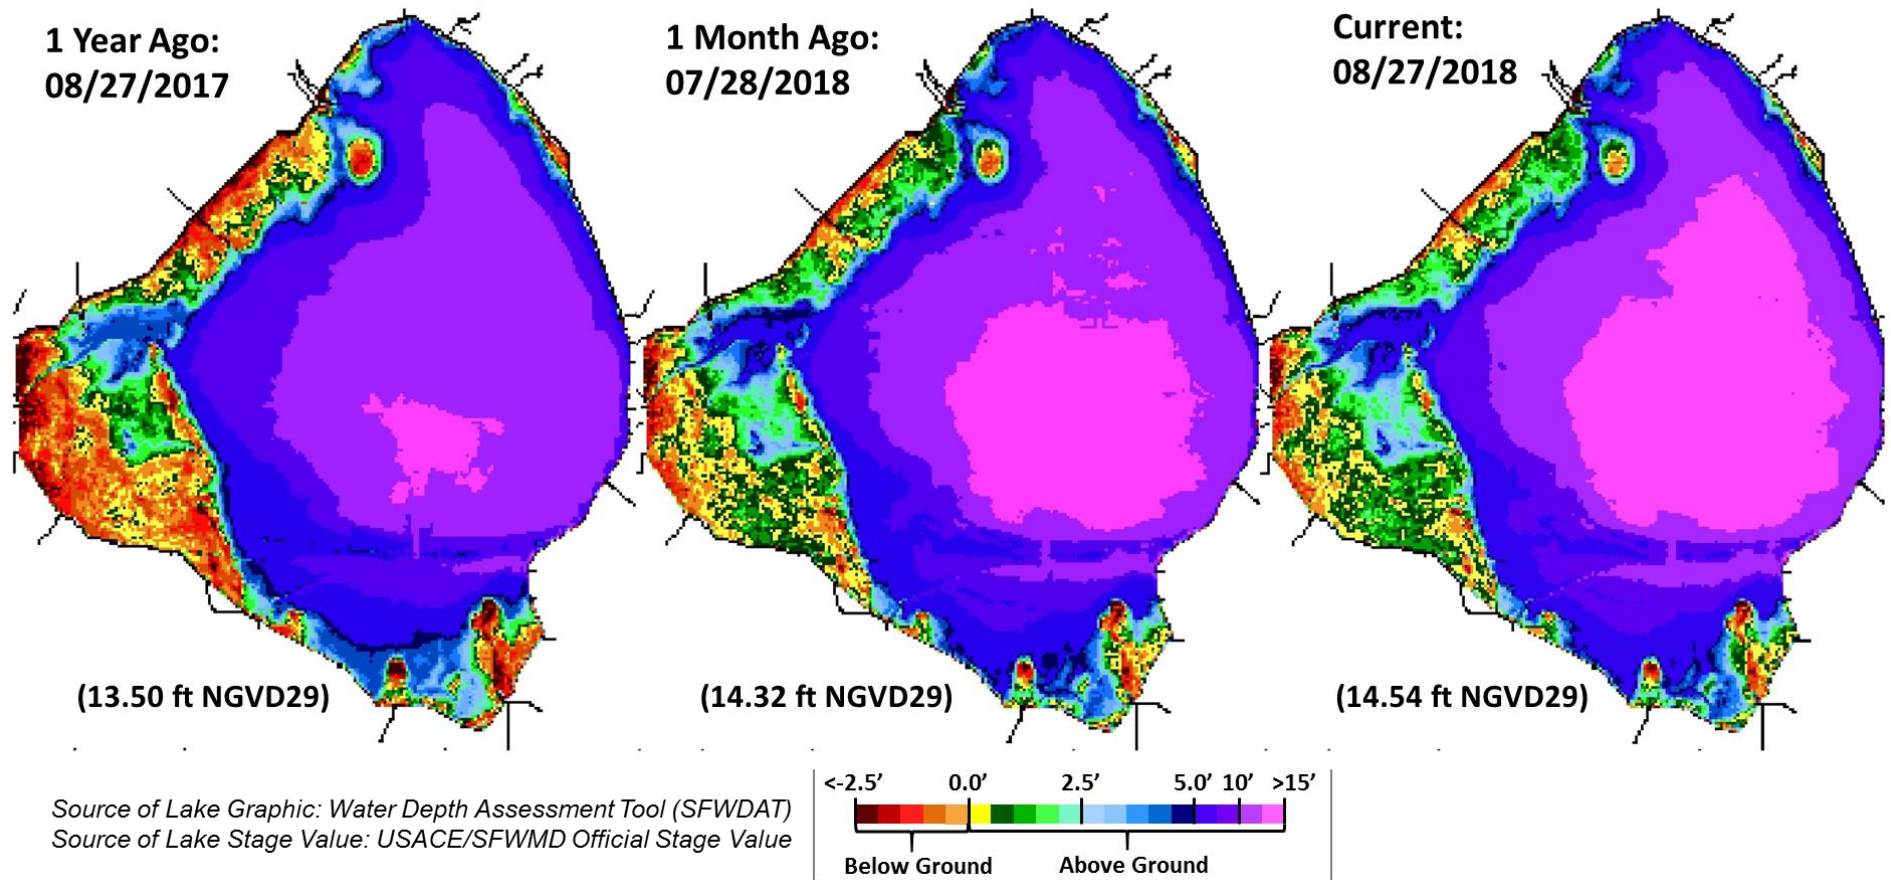 1 Year Ago:
08/27/2017
1 Month Ago:
07/28/2018
Current:
08/27/2018
(13.50 ft NGVD29)
(14.32 ft NGVD29)
(14.54 ft NGVD29)
Source of Lake Graphic: Water Depth Assessment Tool (SFWDAT)
Source of Lake Stage Value: USACE/SFWMD Official Stage Value
<-2.5’ 0.0’ 2.5’ 5.0’ 10’ >15’
Below Ground Above Ground